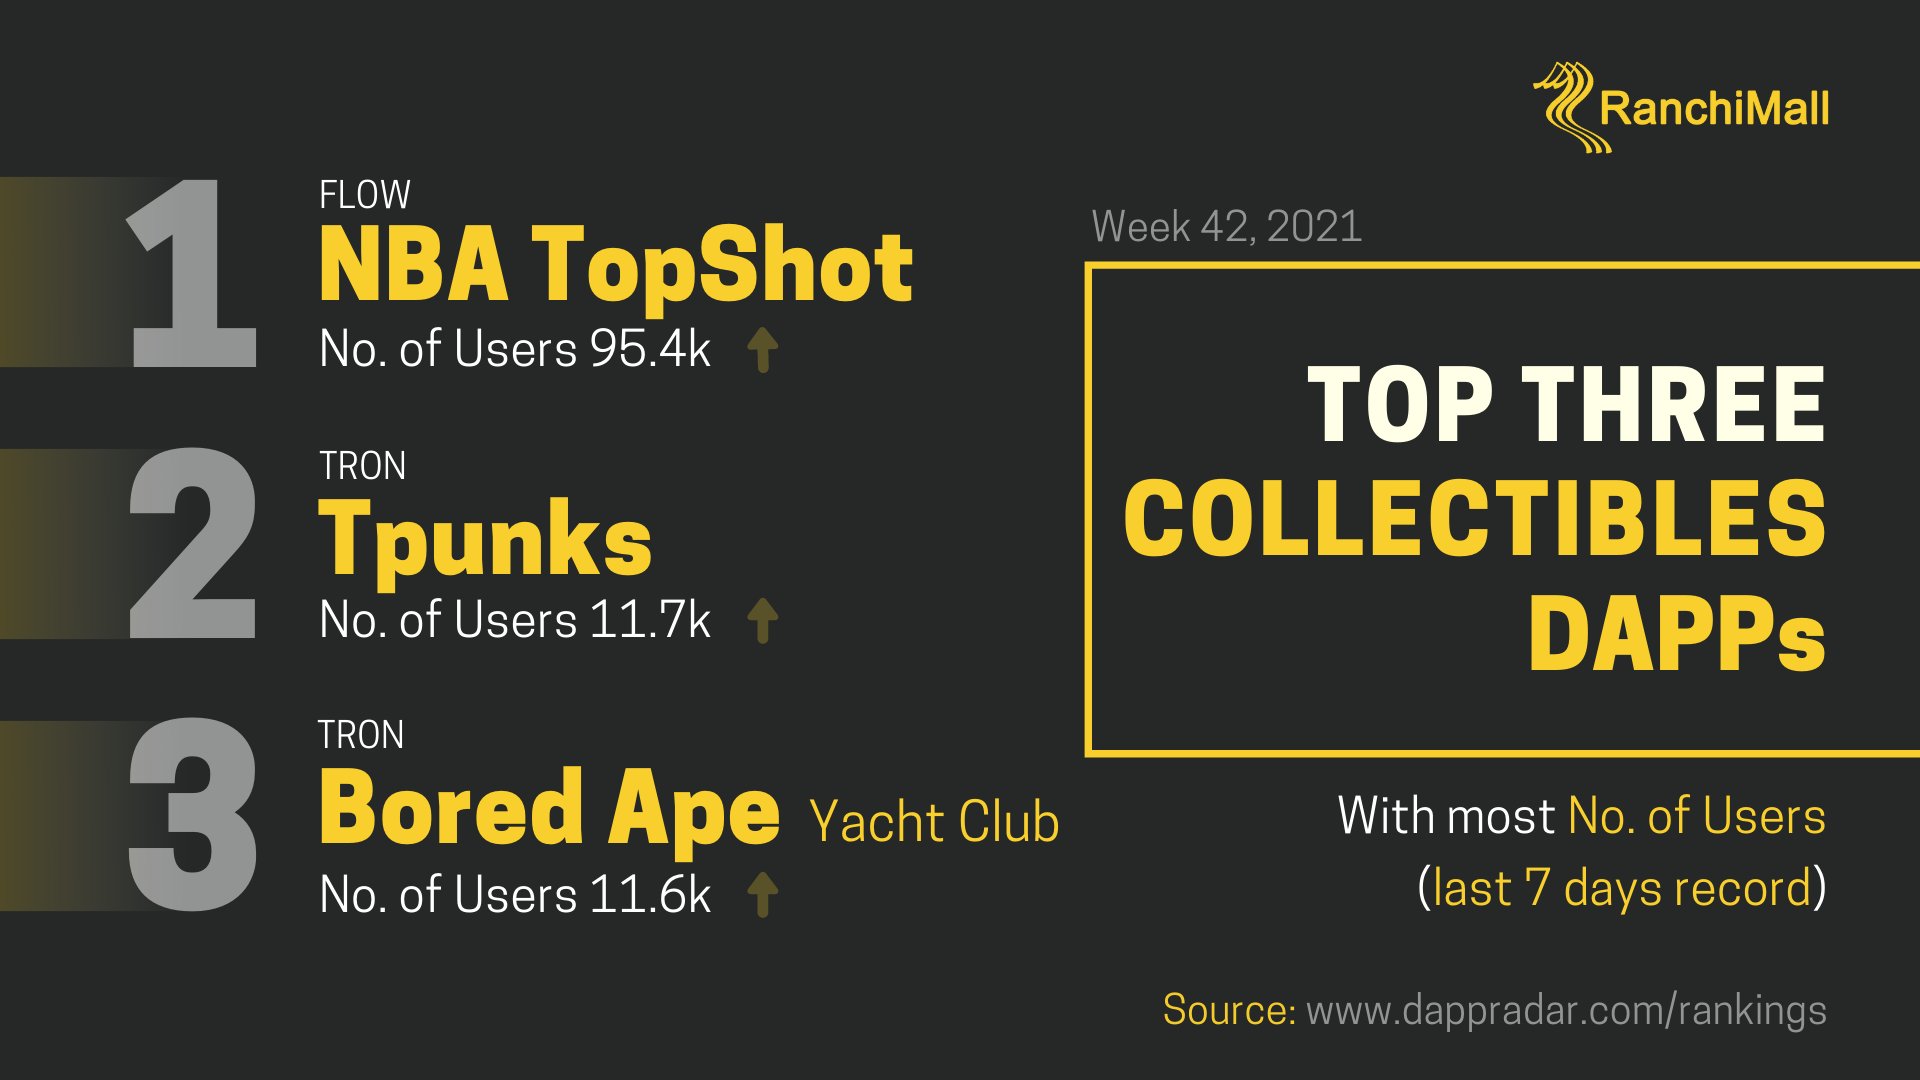 RanchiMall
1
FLOW
NBA TopShot
No. of Users 95.4k
2
TRON
Tpunks
No. of Users 11.7k
3
TRON
Bored Ape Yacht Club
No. of Users 11.6k
Week 42, 2021
TOP THREE
COLLECTIBLES
DAPPs
With most No. of Users
(last 7 days record)
Source: www.dappradar.com/rankings